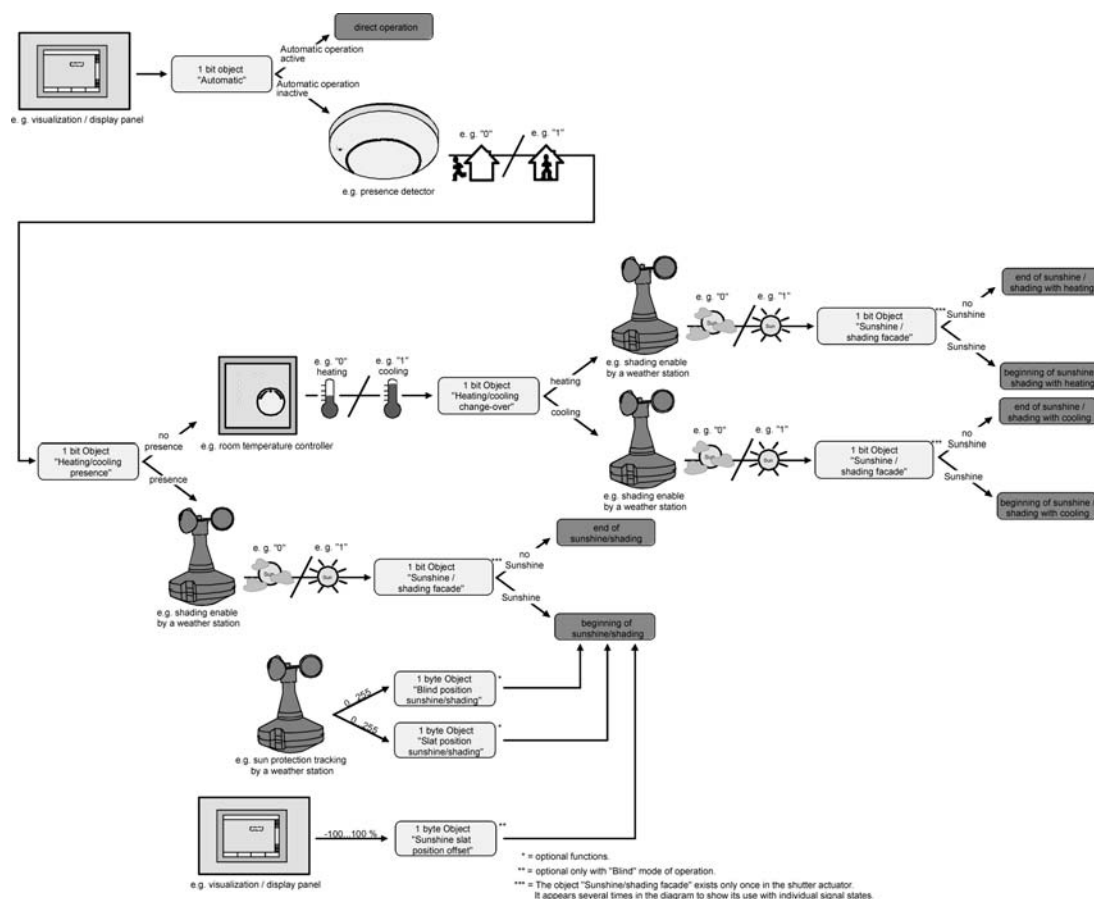 direct operation
Automatic operation
active
1 bit object
"Automatic"
Automatic operation
inactive
e. g. visualization / display panel
e. g. "0"
e. g. "1"
e.g. presence detector
end of sunshine /
shading with heating
e. g. "0"
e. g. "1"
Sun
Sun
1 bit Object
"Sunshine /
shading facade"
***
no
Sunshine
Sunshine
e.g. shading enable
by a weather station
beginning of sunshine /
shading with heating
e. g. "0"
heating
e. g. "1"
cooling
1 bit Object
"Heating/cooling
change-over"
heating
cooling
e.g. room temperature controller
end of sunshine /
shading with cooling
e. g. "0"
e. g. "1"
Sun
Sun
1 bit Object
"Sunshine /
shading facade"
***
no
Sunshine
Sunshine
e.g. shading enable
by a weather station
beginning of sunshine /
shading with cooling
1 bit Object
"Heating/cooling
presence"
no
presence
presence
end of
sunshine/shading
e. g. "0"
e. g. "1"
Sun
Sun
1 bit Object
"Sunshine /
shading facade"
***
no
Sunshine
Sunshine
e.g. shading enable
by a weather station
beginning of
sunshine/shading
0...255
1 byte Object
"Blind position
sunshine/shading"
*
0...255
1 byte Object
"Slat position
sunshine/shading"
*
e.g. sun protection tracking
by a weather station
-100...100 %
1 byte Object
"Sunshine slat
position offset"
**
e.g. visualization / display panel
* = optional functions.
** = optional only with "Blind" mode of operation.
*** = The object "Sunshine/shading facade" exists only once in the shutter actuator.
It appears several times in the diagram to show its use with individual signal states.